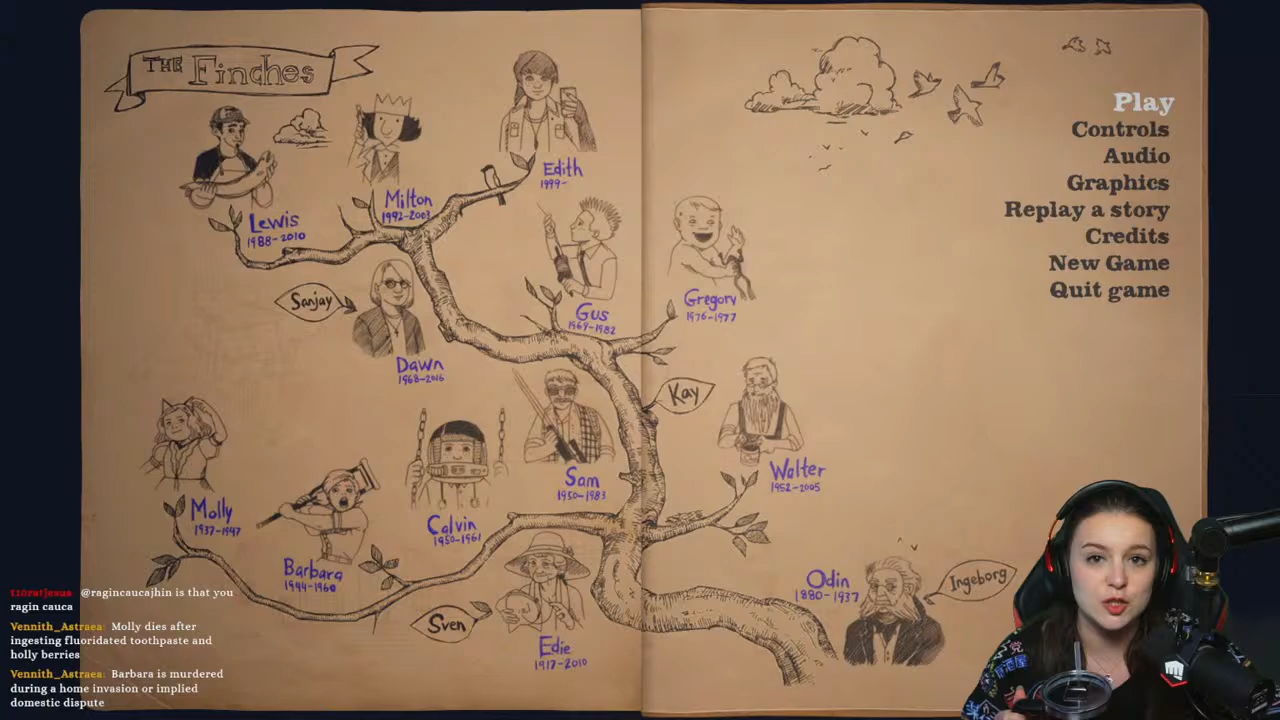 THE Finches
Edith
1999-
Milton
1992-2003
Lewis
1988-2010
Sanjay
Dawn
1968-2016
Gus
1969-1982
Gregory
1976-1977
Kay
Sam
1950-1983
Walter
1952-2005
Molly
1937-1947
Barbara
1944-1960
Calvin
1950-1961
Sven
Edie
1917-2010
Odin
1880-1937
Ingeborg
Play
Controls
Audio
Graphics
Replay a story
Credits
New Game
Quit game
t10ratjesus @ragincaucajhin is that you
ragin cauca
Vennith_Astraea: Molly dies after
ingesting fluoridated toothpaste and
holly berries
Vennith_Astraea: Barbara is murdered
during a home invasion or implied
domestic dispute